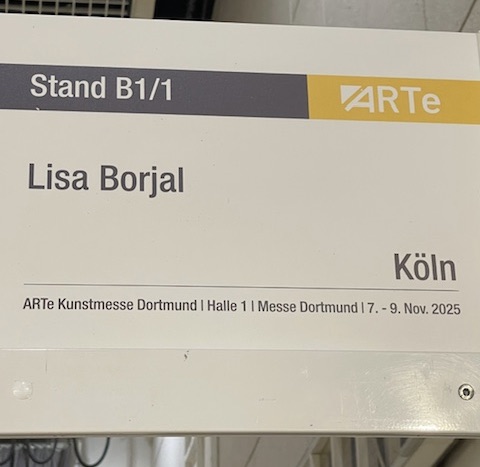 Stand B1/1
ARTe
Lisa Borjal
Köln
ARTe Kunstmesse Dortmund | Halle 1 | Messe Dortmund | 7. - 9. Nov. 2025